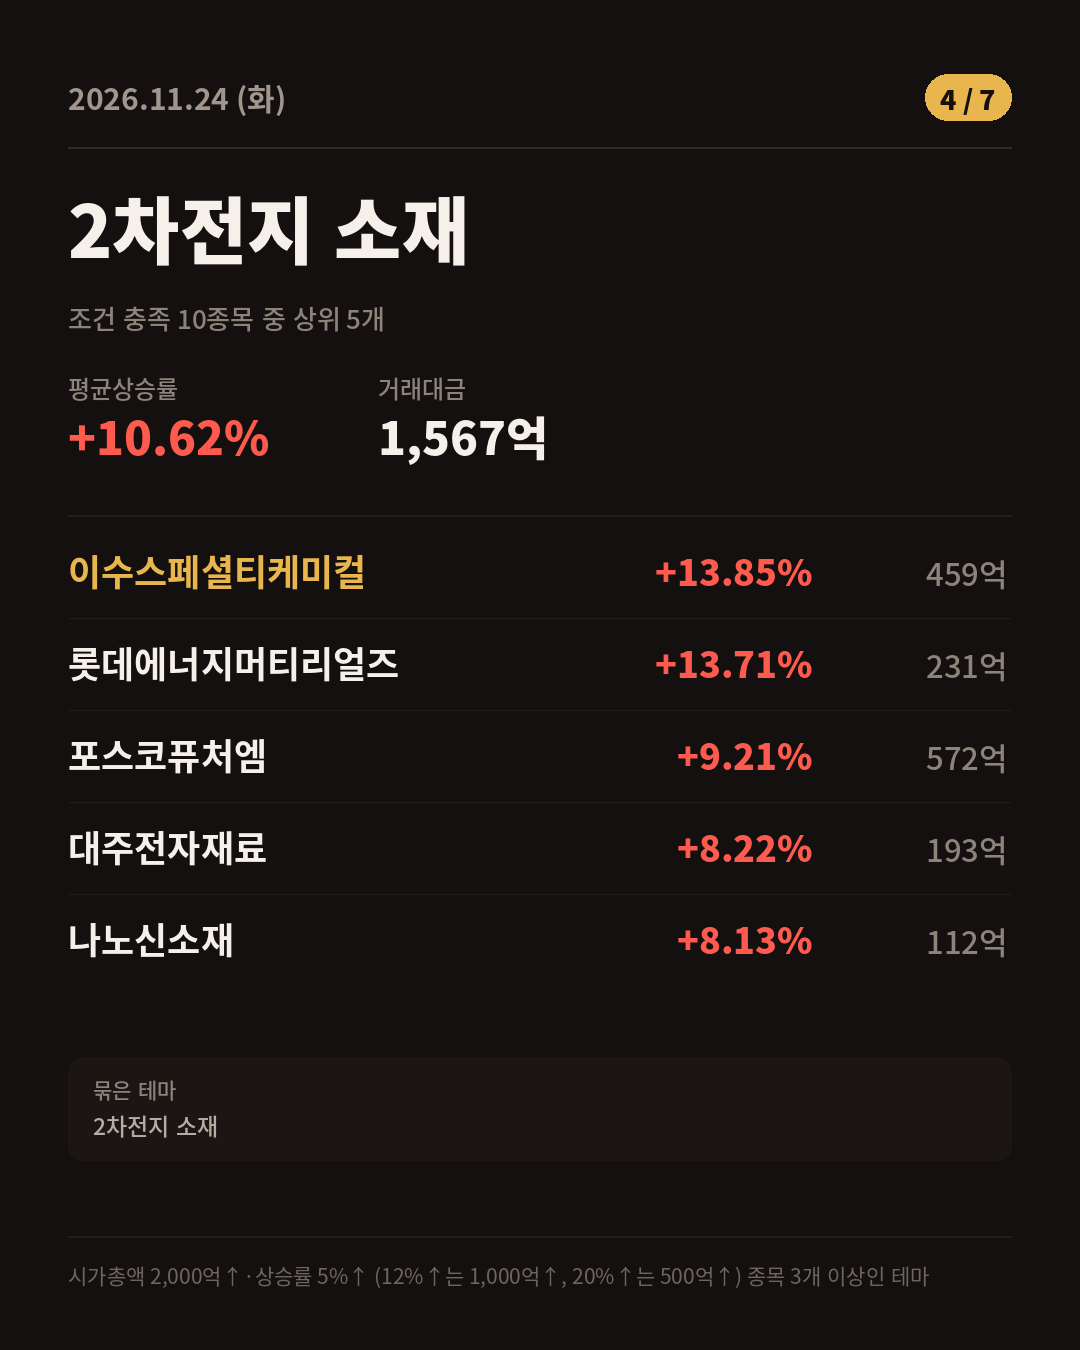 2026.11.24 (화)
4 / 7
2차전지 소재
조건 충족 10종목 중 상위 5개
평균상승률 거래대금
+10.62% 1,567억
이수스페셜티케미컬 +13.85% 459억
롯데에너지머티리얼즈 +13.71% 231억
포스코퓨처엠 +9.21% 572억
대주전자재료 +8.22% 193억
나노신소재 +8.13% 112억
묶은 테마
2차전지 소재
시가총액 2,000억↑ · 상승률 5%↑ (12%↑는 1,000억↑, 20%↑는 500억↑) 종목 3개 이상인 테마